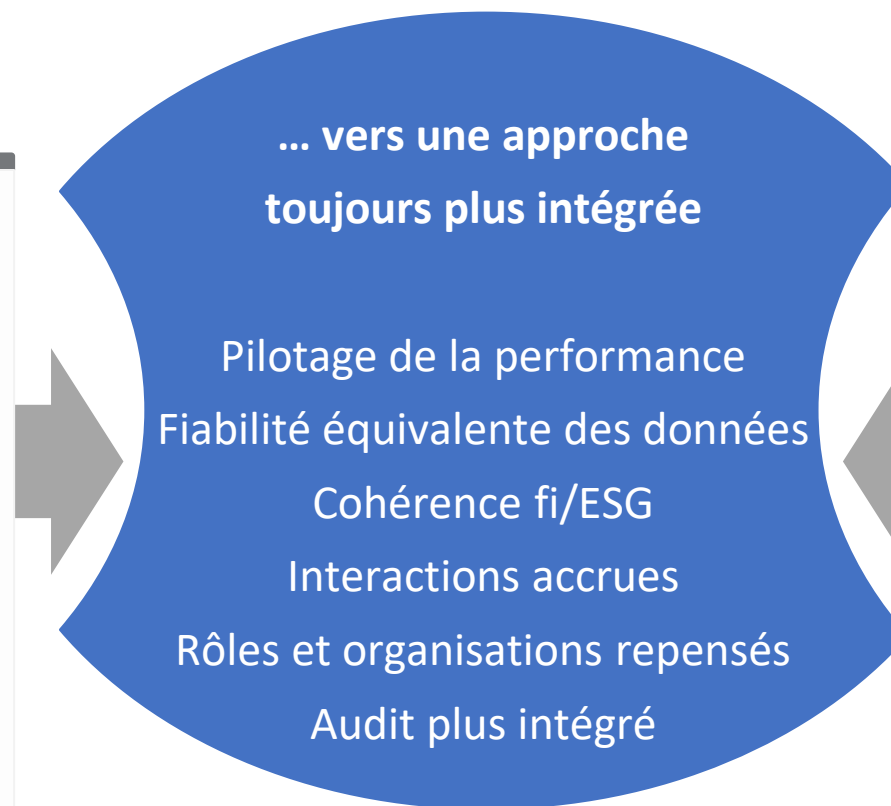 … vers une approche
toujours plus intégrée
Pilotage de la performance
Fiabilité équivalente des données
Cohérence fi/ESG
Interactions accrues
Rôles et organisations repensés
Audit plus intégré